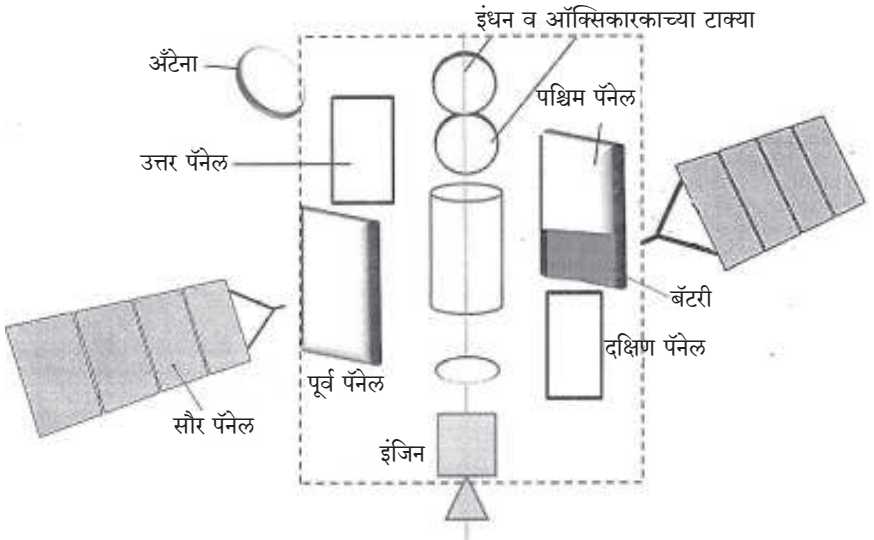 इंधन व ऑक्सिकारकाच्या टाक्या
अँटेना
पश्चिम पॅनेल
उत्तर पॅनेल
बॅटरी
दक्षिण पॅनेल
पूर्व पॅनेल
सौर पॅनेल
इंजिन